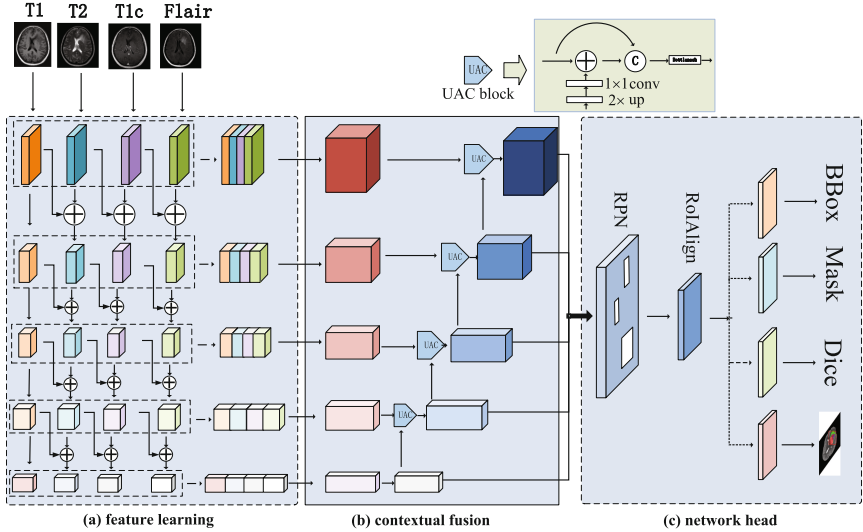 T1 T2 T1c Flair
UAC
UAC block
C
Bottleneck
1×1conv
2× up
UAC
UAC
UAC
UAC
RPN
RoIAlign
BBox
Mask
Dice
(a) feature learning
(b) contextual fusion
(c) network head